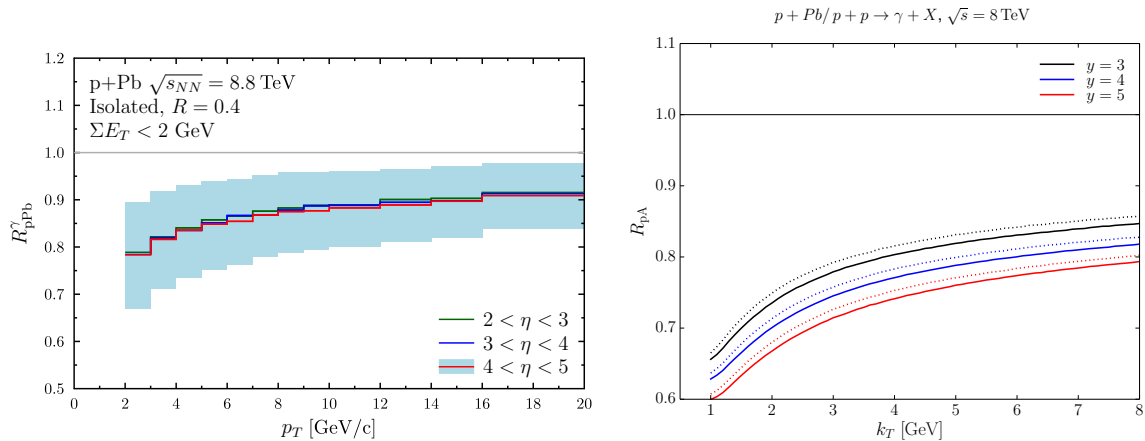 p+Pb √s_NN = 8.8 TeV
Isolated, R = 0.4
ΣE_T < 2 GeV
2 < η < 3
3 < η < 4
4 < η < 5
R^γ_pPb
1.2
1.1
1.0
0.9
0.8
0.7
0.6
0.5
0 2 4 6 8 10 12 14 16 18 20
p_T [GeV/c]
p + Pb/ p + p → γ + X, √s = 8 TeV
y = 3
y = 4
y = 5
R_pA
1.1
1.0
0.9
0.8
0.7
0.6
1 2 3 4 5 6 7 8
k_T [GeV]